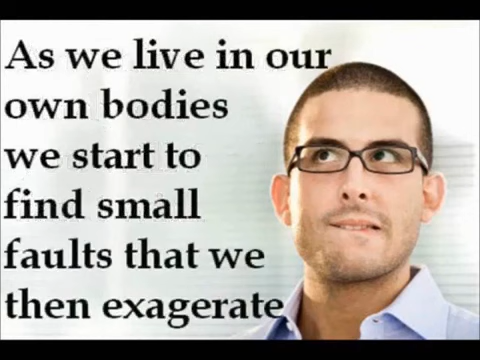 As we live in our
own bodies
we start to
find small
faults that we
then exagerate